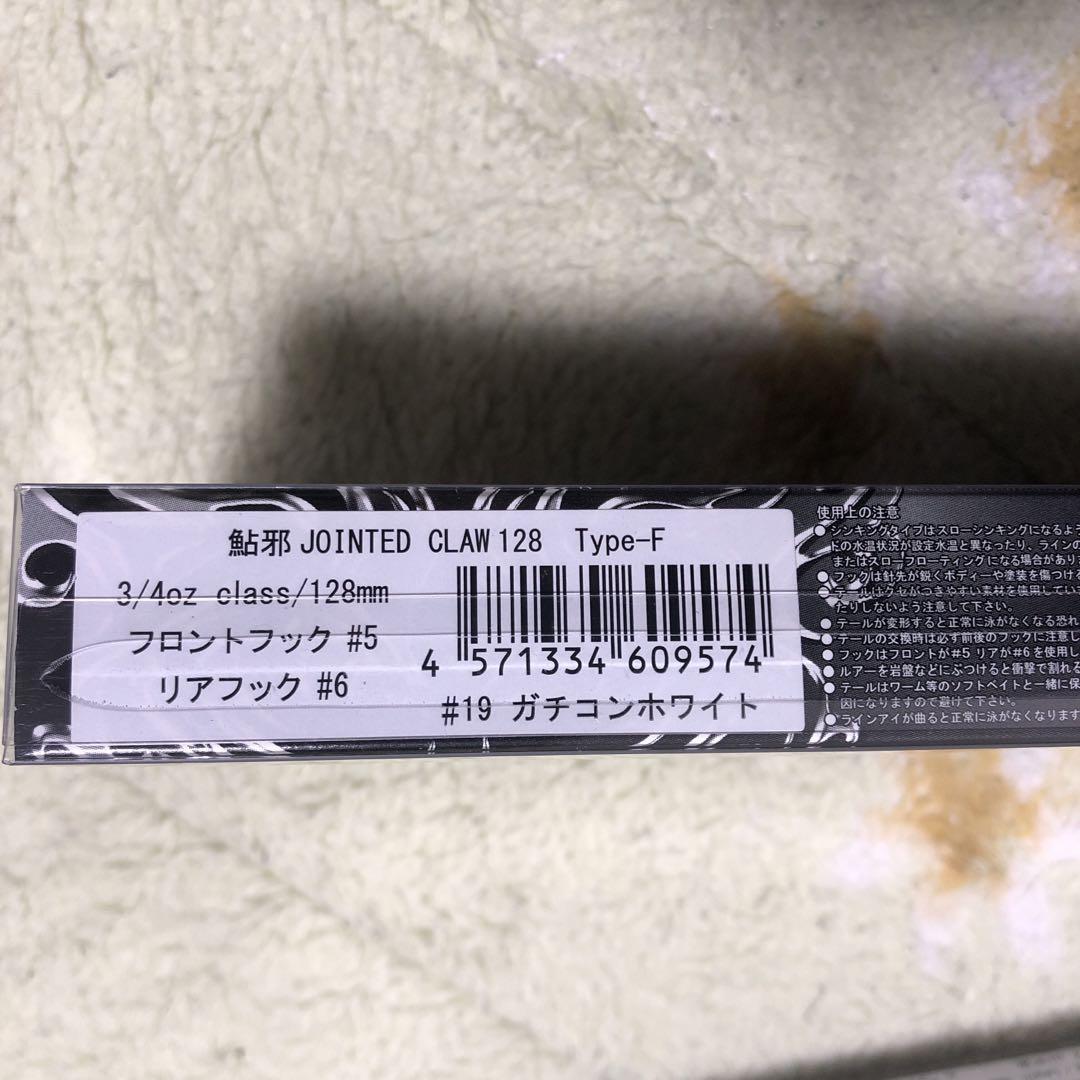 鮎邪 JOINTED CLAW 128 Type-F
3/4oz class/128mm
フロントフック #5
リアフック #6
4 571334 609574
#19 ガチコンホワイト
使用上の注意
●シンキングタイプはスローシンキングになるよ
ドの水温状況が設定水温と異なったり、ラインの
またはスローフローティングになる場合があり
●フックは針先が鋭くボディーや塗装を傷つけ
●テールはクセがつきやすい素材を使用してい
たりしないよう注意して下さい。
●テールが変形すると正常に泳がなくなる恐れ
●テールの交換時は必ず前後のフックに注意し
●フックはフロントが#5 リアが#6を使用し
●ルアーを岩盤などにぶつけると衝撃で割れる
●テールはワーム等のソフトベイトと一緒に保
因になりますので避けて下さい。
●ラインアイが曲ると正常に泳がなくなります